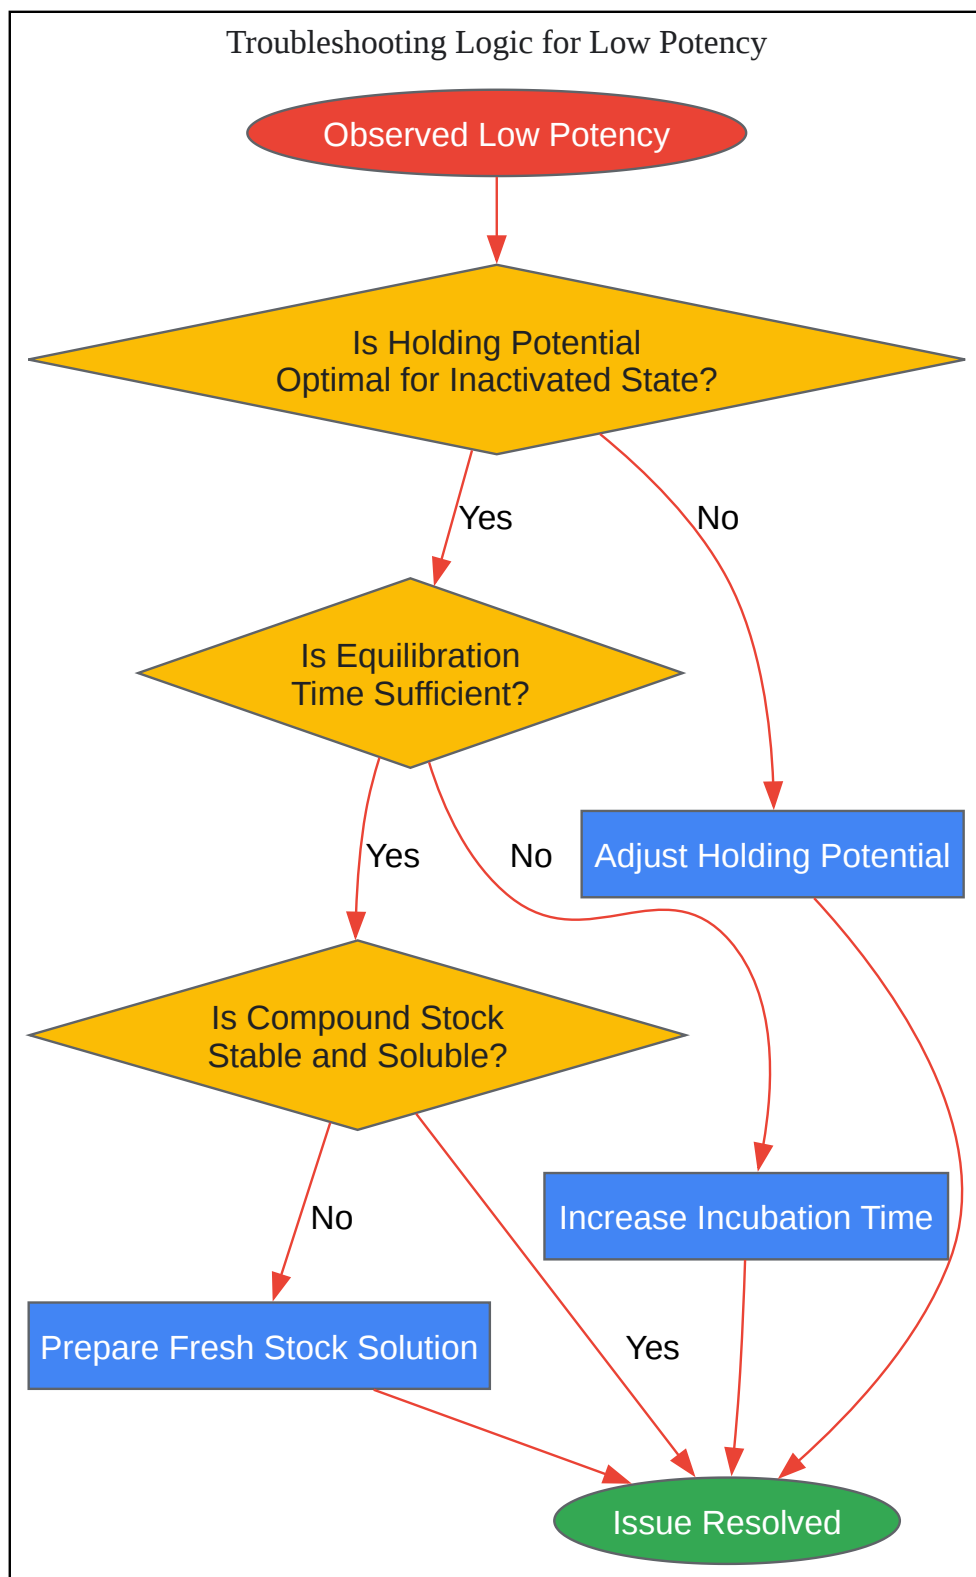 Troubleshooting Logic for Low Potency
Observed Low Potency
Is Holding Potential
Optimal for Inactivated State?
Yes
No
Is Equilibration
Time Sufficient?
Yes
No
Adjust Holding Potential
Is Compound Stock
Stable and Soluble?
No
Increase Incubation Time
Prepare Fresh Stock Solution
Yes
Issue Resolved